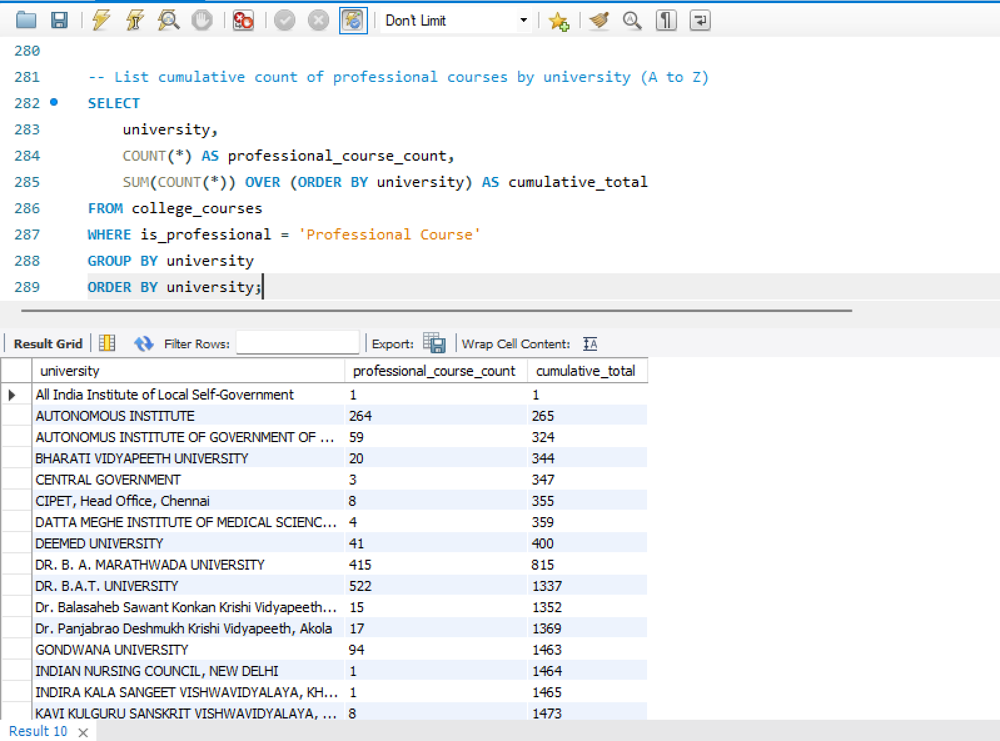 Don't Limit
280
281 -- List cumulative count of professional courses by university (A to Z)
282 SELECT
283 university,
284 COUNT(*) AS professional_course_count,
285 SUM(COUNT(*)) OVER (ORDER BY university) AS cumulative_total
286 FROM college_courses
287 WHERE is_professional = 'Professional Course'
288 GROUP BY university
289 ORDER BY university;
Result Grid Filter Rows: Export: Wrap Cell Content:
university professional_course_count cumulative_total
All India Institute of Local Self-Government 1 1
AUTONOMOUS INSTITUTE 264 265
AUTONOMUS INSTITUTE OF GOVERNMENT OF ... 59 324
BHARATI VIDYAPEETH UNIVERSITY 20 344
CENTRAL GOVERNMENT 3 347
CIPET, Head Office, Chennai 8 355
DATTA MEGHE INSTITUTE OF MEDICAL SCIENC... 4 359
DEEMED UNIVERSITY 41 400
DR. B. A. MARATHWADA UNIVERSITY 415 815
DR. B.A.T. UNIVERSITY 522 1337
Dr. Balasaheb Sawant Konkan Krishi Vidyapeeth... 15 1352
Dr. Panjabrao Deshmukh Krishi Vidyapeeth, Akola 17 1369
GONDWANA UNIVERSITY 94 1463
INDIAN NURSING COUNCIL, NEW DELHI 1 1464
INDIRA KALA SANGEET VISHWAVIDYALAYA, KH... 1 1465
KAVI KULGURU SANSKRIT VISHWAVIDYALAYA, ... 8 1473
Result 10